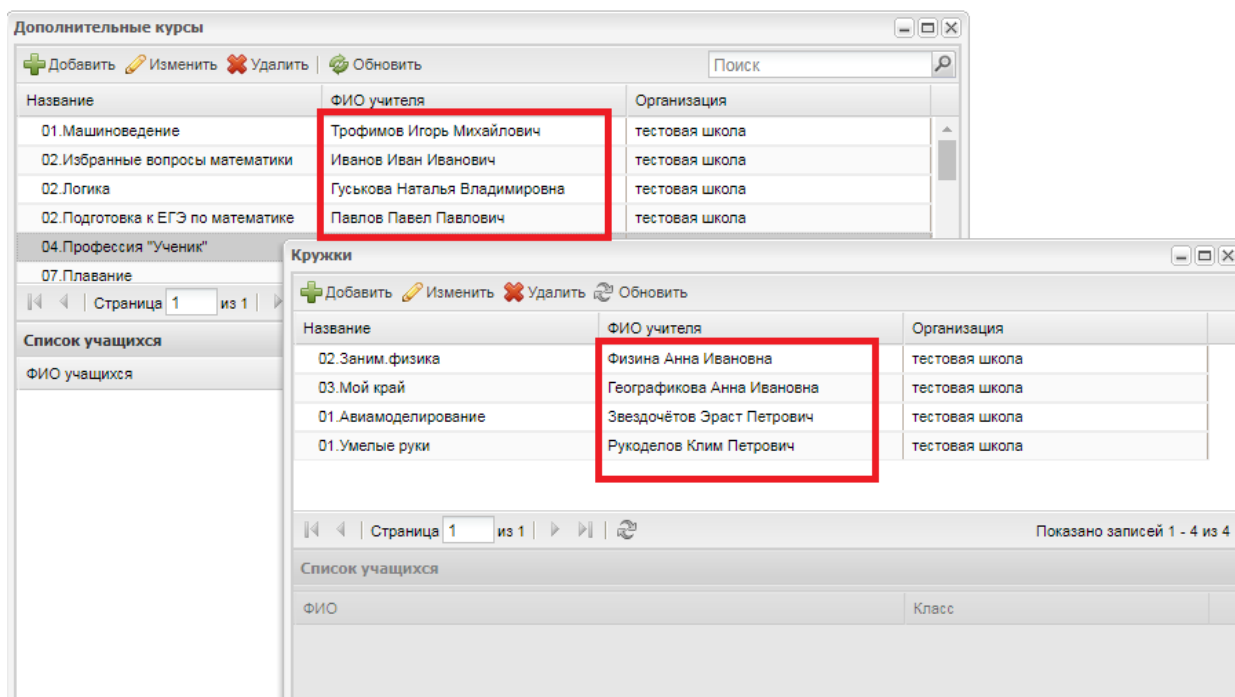 Дополнительные курсы
Добавить Изменить Удалить Обновить Поиск
Название ФИО учителя Организация
01.Машиноведение Трофимов Игорь Михайлович тестовая школа
02.Избранные вопросы математики Иванов Иван Иванович тестовая школа
02.Логика Гуськова Наталья Владимировна тестовая школа
02.Подготовка к ЕГЭ по математике Павлов Павел Павлович тестовая школа
04.Профессия "Ученик"
07.Плавание
Страница 1 из 1
Список учащихся
ФИО учащихся
Кружки
Добавить Изменить Удалить Обновить
Название ФИО учителя Организация
02.Заним.физика Физина Анна Ивановна тестовая школа
03.Мой край Географикова Анна Ивановна тестовая школа
01.Авиамоделирование Звездочётов Эраст Петрович тестовая школа
01.Умелые руки Рукоделов Клим Петрович тестовая школа
Страница 1 из 1 Показано записей 1 - 4 из 4
Список учащихся
ФИО Класс